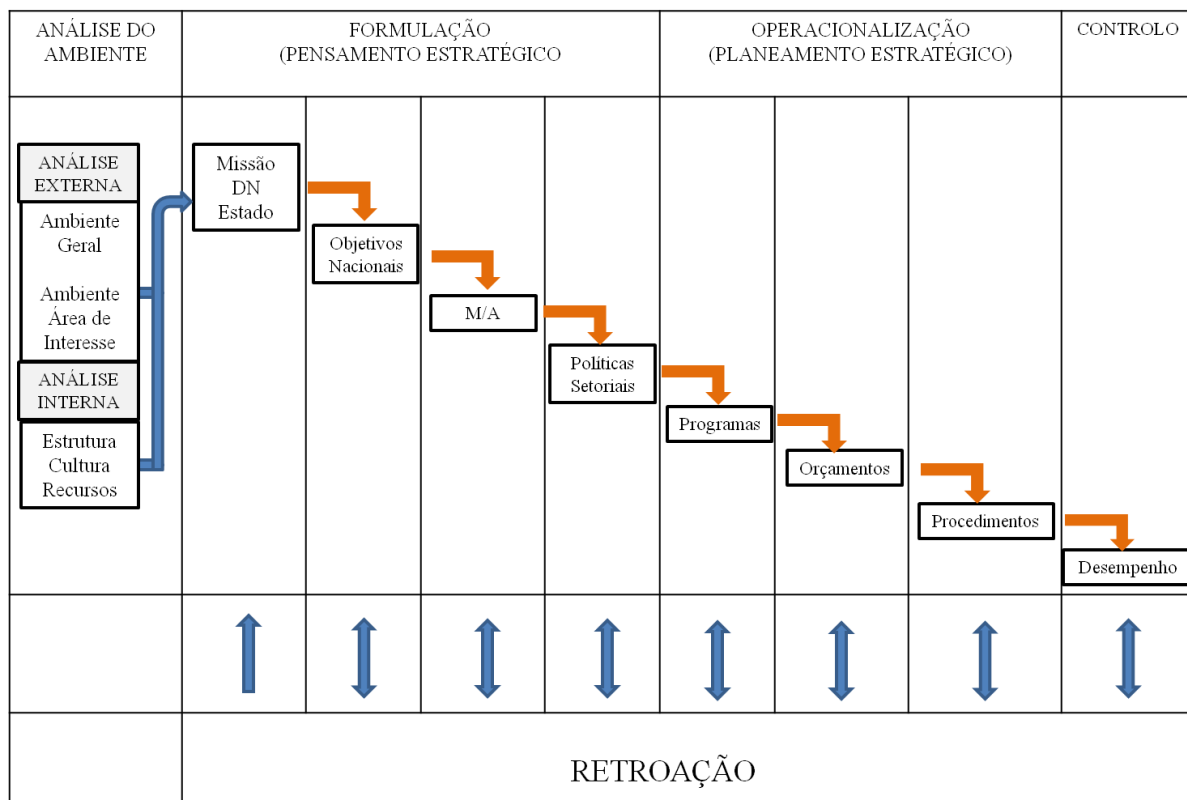 ANÁLISE DO
AMBIENTE
FORMULAÇÃO
(PENSAMENTO ESTRATÉGICO
OPERACIONALIZAÇÃO
(PLANEAMENTO ESTRATÉGICO)
CONTROLO
ANÁLISE
EXTERNA
Ambiente
Geral
Ambiente
Área de
Interesse
ANÁLISE
INTERNA
Estrutura
Cultura
Recursos
Missão
DN
Estado
Objetivos
Nacionais
M/A
Políticas
Setoriais
Programas
Orçamentos
Procedimentos
Desempenho
RETROAÇÃO